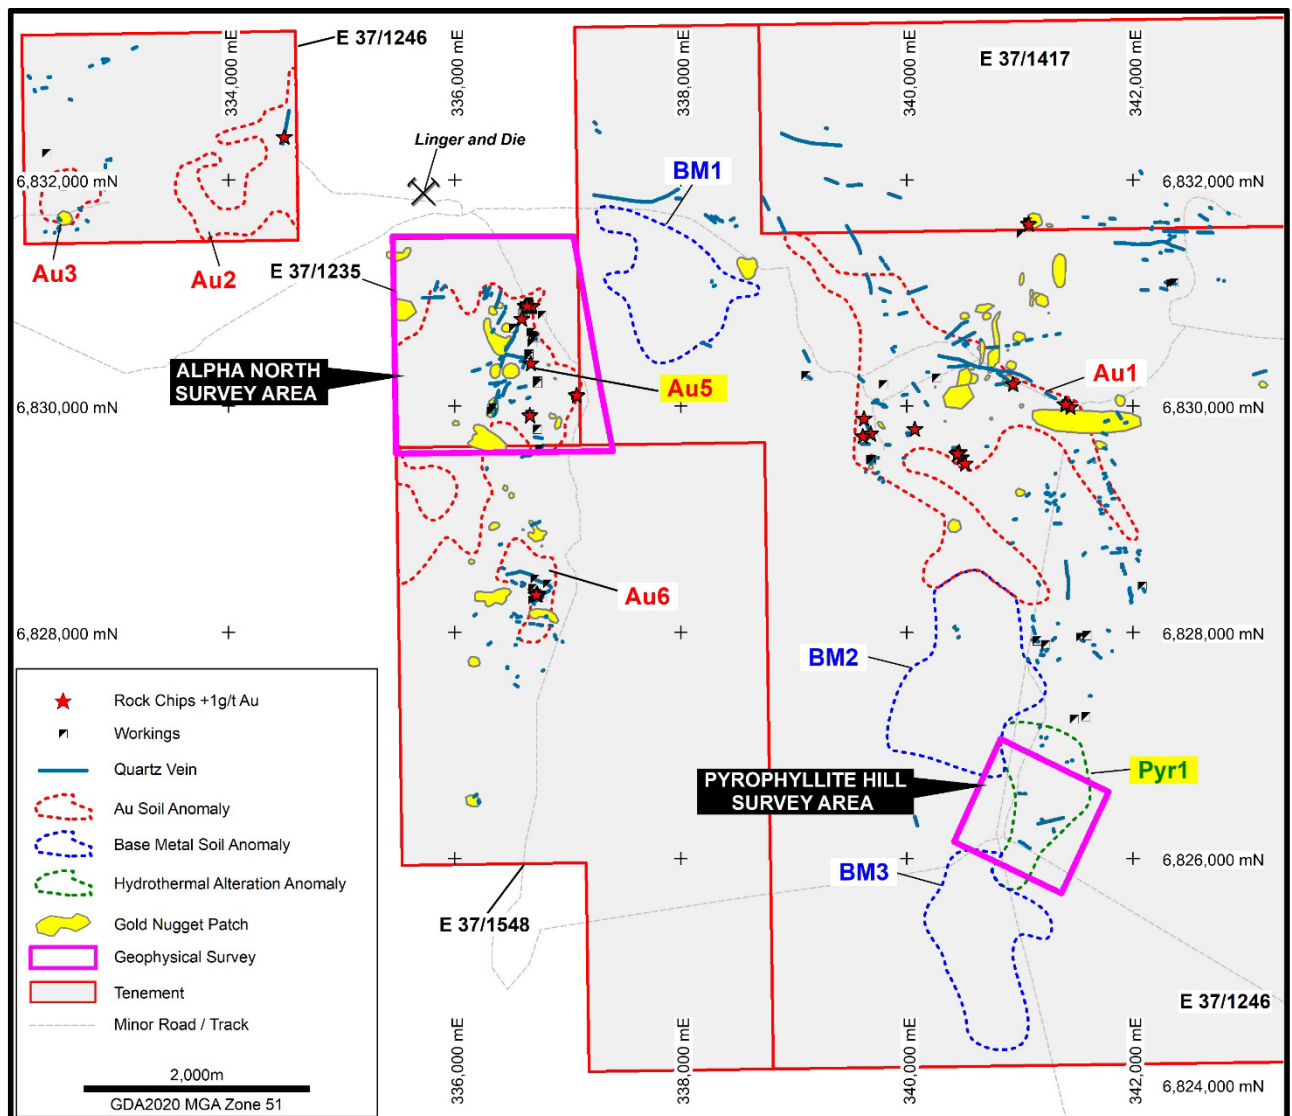 E 37/1246
334,000 mE
336,000 mE
338,000 mE
340,000 mE
342,000 mE
E 37/1417
Linger and Die
6,832,000 mN
6,832,000 mN
BM1
Au3
Au2
E 37/1235
ALPHA NORTH
SURVEY AREA
Au5
Au1
6,830,000 mN
6,830,000 mN
Au6
6,828,000 mN
6,828,000 mN
BM2
PYROPHYLLITE HILL
SURVEY AREA
Pyr1
6,826,000 mN
BM3
E 37/1548
E 37/1246
336,000 mE
338,000 mE
340,000 mE
342,000 mE
6,824,000 mN
Rock Chips +1g/t Au
Workings
Quartz Vein
Au Soil Anomaly
Base Metal Soil Anomaly
Hydrothermal Alteration Anomaly
Gold Nugget Patch
Geophysical Survey
Tenement
Minor Road / Track
2,000m
GDA2020 MGA Zone 51